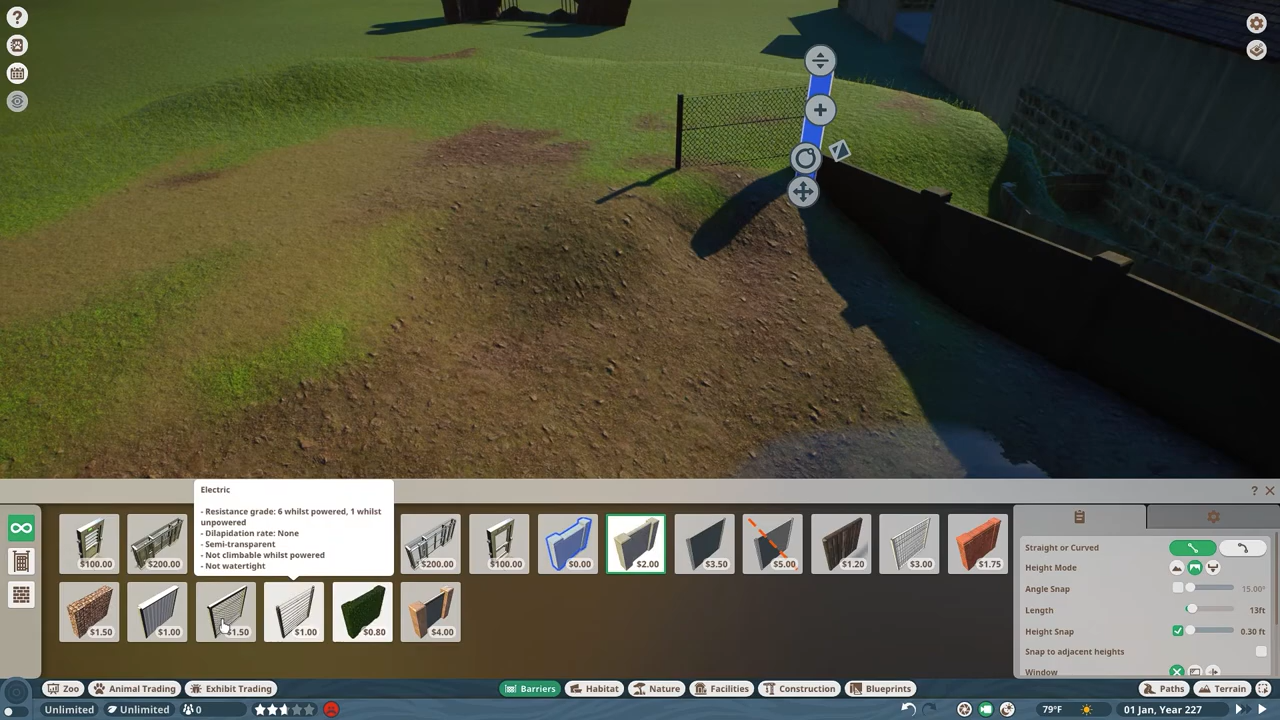 ?
Electric
- Resistance grade: 6 whilst powered, 1 whilst
unpowered
- Dilapidation rate: None
- Semi-transparent
- Not climbable whilst powered
- Not watertight
?
$100.00
$200.00
$200.00
$100.00
$0.00
$2.00
$3.50
$5.00
$1.20
$3.00
$1.75
$1.50
$1.00
$1.50
$1.00
$0.80
$4.00
Straight or Curved
Height Mode
Angle Snap 15.00°
Length 13ft
Height Snap 0.30 ft
Snap to adjacent heights
Window
Zoo
Animal Trading
Exhibit Trading
Barriers
Habitat
Nature
Facilities
Construction
Blueprints
Paths
Terrain
Unlimited
Unlimited
0
79°F
01 Jan, Year 227